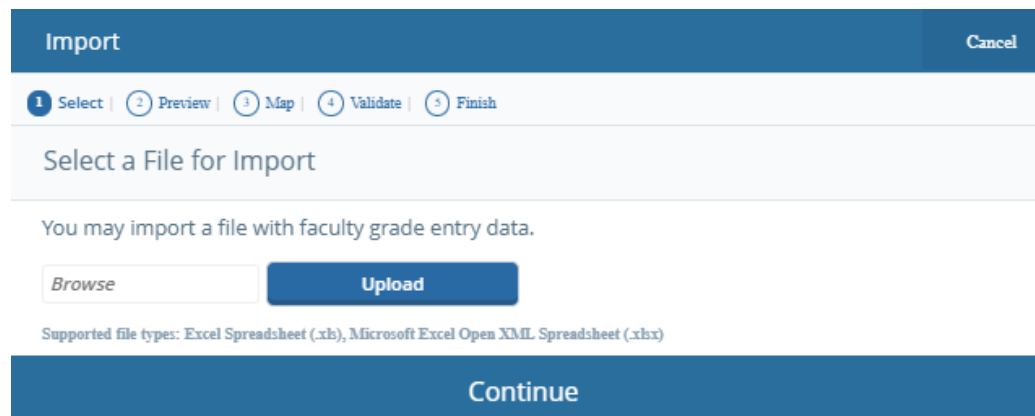 Import Cancel
1 Select | 2 Preview | 3 Map | 4 Validate | 5 Finish
Select a File for Import
You may import a file with faculty grade entry data.
Browse Upload
Supported file types: Excel Spreadsheet (.xls), Microsoft Excel Open XML Spreadsheet (.xlsx)
Continue